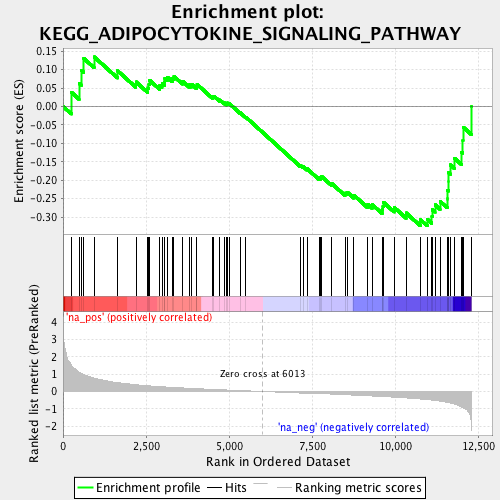 Enrichment plot:
KEGG_ADIPOCYTOKINE_SIGNALING_PATHWAY
Enrichment score (ES)
0.15
0.10
0.05
0.00
-0.05
-0.10
-0.15
-0.20
-0.25
-0.30
'na_pos' (positively correlated)
Ranked list metric (PreRanked)
4
3
2
1
0
-1
-2
Zero cross at 6013
'na_neg' (negatively correlated)
0
2,500
5,000
7,500
10,000
12,500
Rank in Ordered Dataset
Enrichment profile
Hits
Ranking metric scores